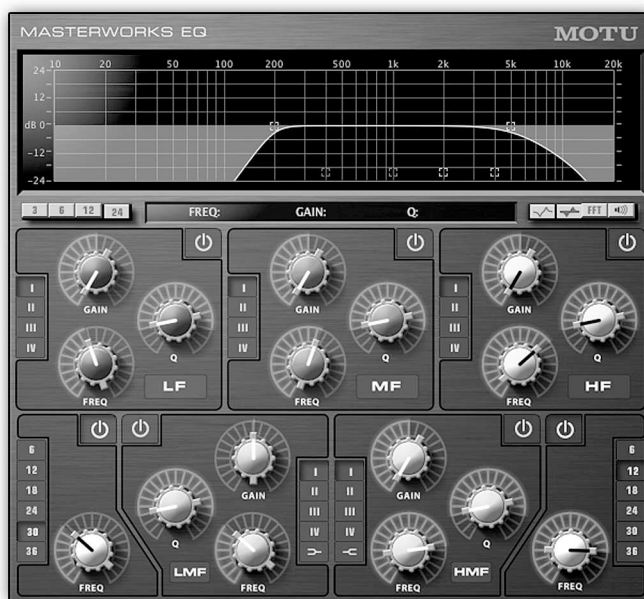 MASTERWORKS EQ MOTU
10 20 50 100 200 500 1k 2k 5k 10k 20k
24
12
dB 0
-12
-24
3 6 12 24 FREQ: GAIN: Q: FFT
I I I
II II II
III III III
IV IV IV
GAIN GAIN GAIN
Q Q Q
FREQ LF FREQ MF FREQ HF
6 6
12 I I 12
18 GAIN II II GAIN 18
24 III III 24
30 IV IV 30
36 Q Q 36
FREQ LMF FREQ FREQ HMF FREQ